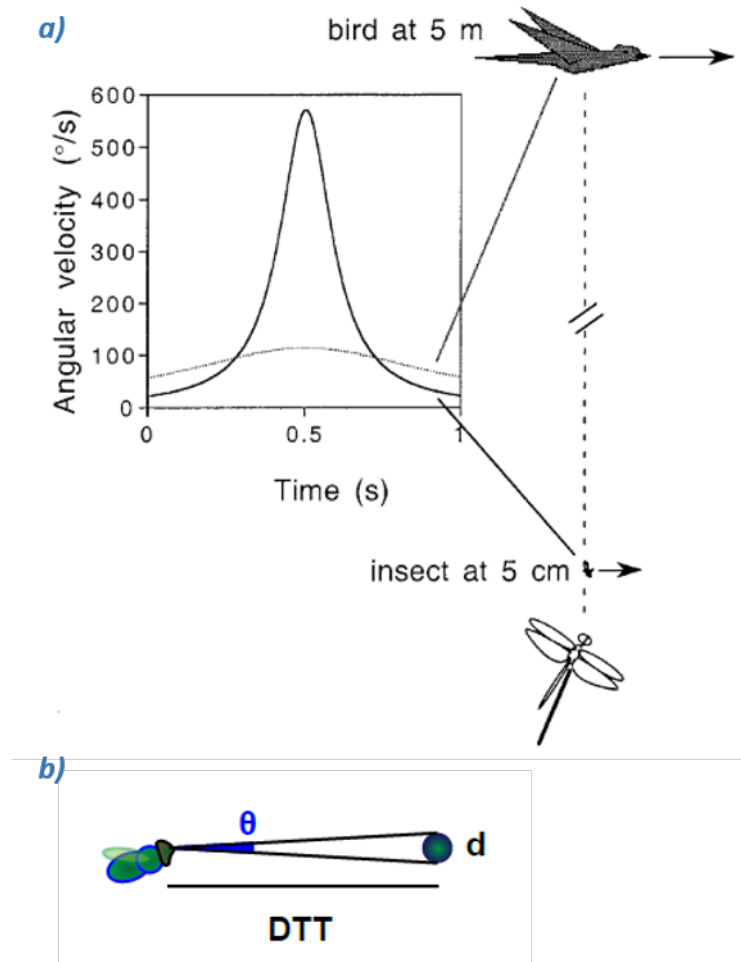 a)
bird at 5 m
600
500
400
300
200
100
0
Angular velocity (°/s)
0 0.5 1
Time (s)
insect at 5 cm
b)
θ
d
DTT